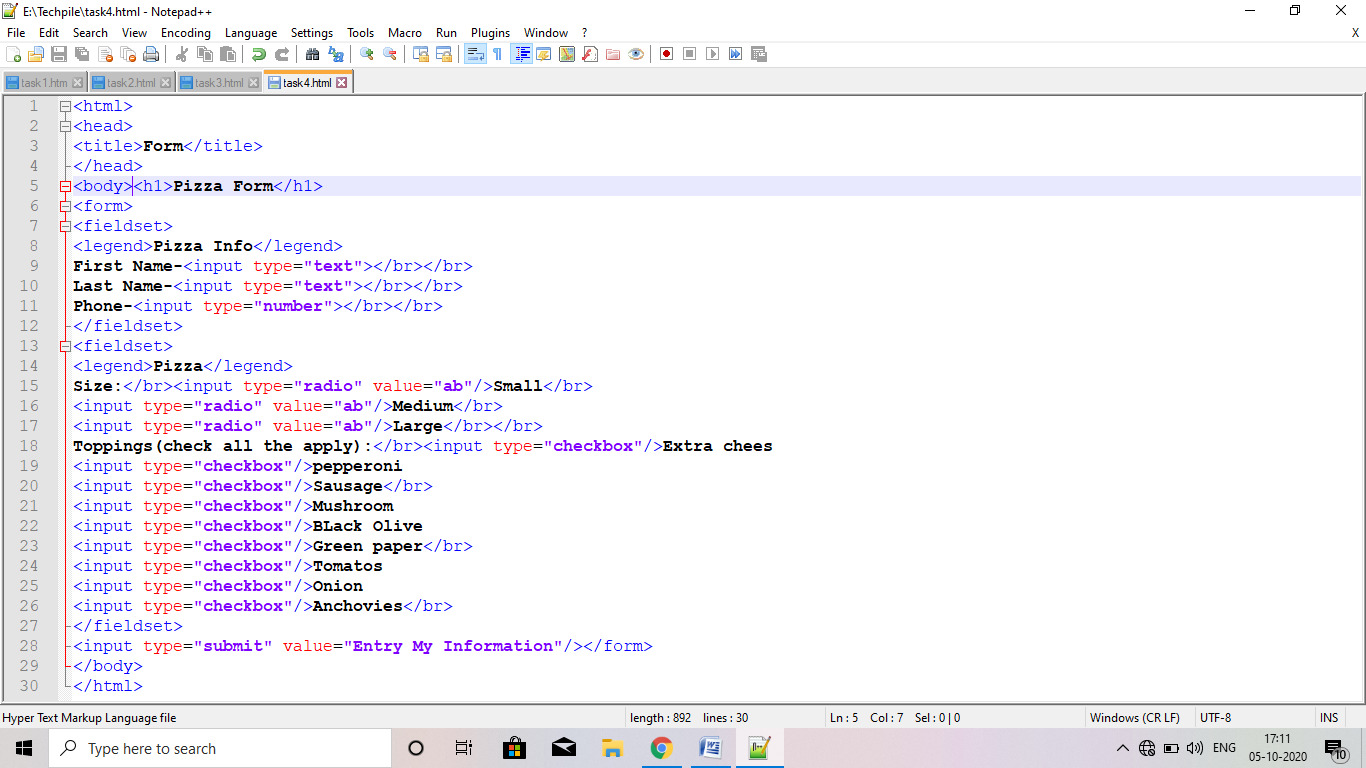 E:\Techpile\task4.html - Notepad++
File Edit Search View Encoding Language Settings Tools Macro Run Plugins Window ? X
task1.htm task2.html task3.html task4.html
1 <html>
2 <head>
3 <title>Form</title>
4 </head>
5 <body><h1>Pizza Form</h1>
6 <form>
7 <fieldset>
8 <legend>Pizza Info</legend>
9 First Name-<input type="text"></br></br>
10 Last Name-<input type="text"></br></br>
11 Phone-<input type="number"></br></br>
12 </fieldset>
13 <fieldset>
14 <legend>Pizza</legend>
15 Size:</br><input type="radio" value="ab"/>Small</br>
16 <input type="radio" value="ab"/>Medium</br>
17 <input type="radio" value="ab"/>Large</br></br>
18 Toppings(check all the apply):</br><input type="checkbox"/>Extra chees
19 <input type="checkbox"/>pepperoni
20 <input type="checkbox"/>Sausage</br>
21 <input type="checkbox"/>Mushroom
22 <input type="checkbox"/>BLack Olive
23 <input type="checkbox"/>Green paper</br>
24 <input type="checkbox"/>Tomatos
25 <input type="checkbox"/>Onion
26 <input type="checkbox"/>Anchovies</br>
27 </fieldset>
28 <input type="submit" value="Entry My Information"/></form>
29 </body>
30 </html>
Hyper Text Markup Language file length : 892 lines : 30 Ln : 5 Col : 7 Sel : 0 | 0 Windows (CR LF) UTF-8 INS
Type here to search ENG 17:11
05-10-2020 10